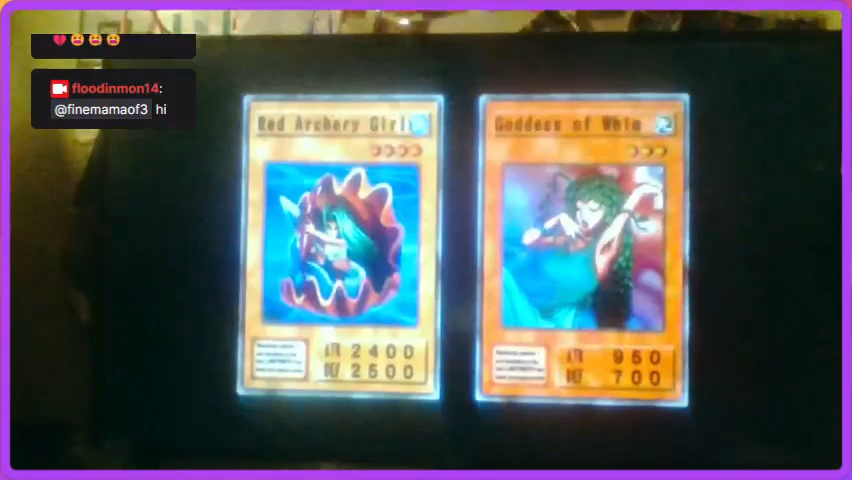 floodinmon14:
@finemamaof3 hi
Red Archery Girl
Goddess of Whim
ATK 2400
DEF 2500
ATK 950
DEF 700